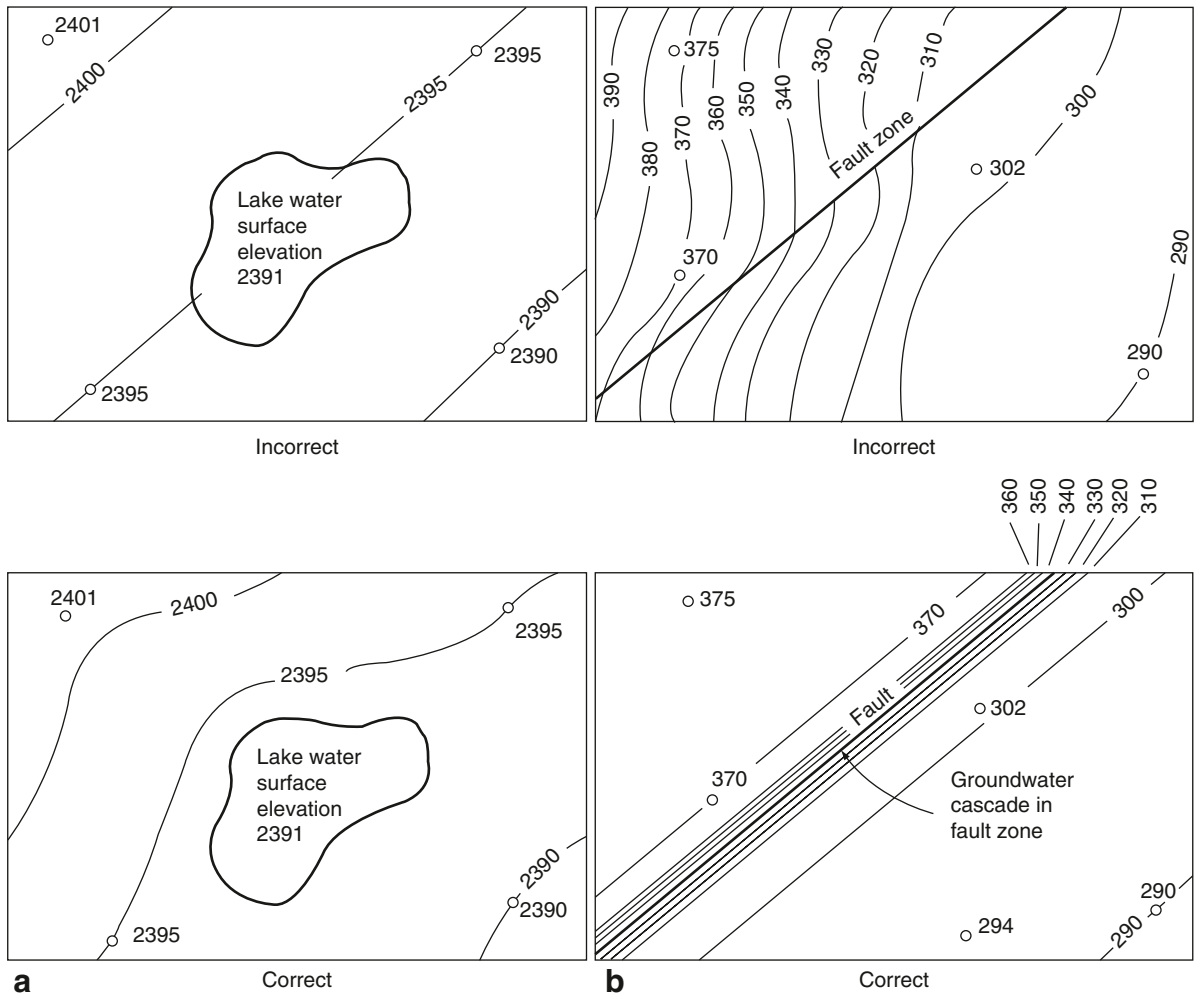 2401
2400
2395
2395
Lake water
surface
elevation
2391
2390
2390
2395
Incorrect
390
380
375
370
360
350
340
330
320
310
Fault zone
300
302
370
290
290
Incorrect
360
350
340
330
320
310
2401
2400
2395
2395
Lake water
surface
elevation
2391
2390
2390
2395
a
Correct
375
370
300
Fault
302
370
Groundwater
cascade in
fault zone
290
294
290
b
Correct